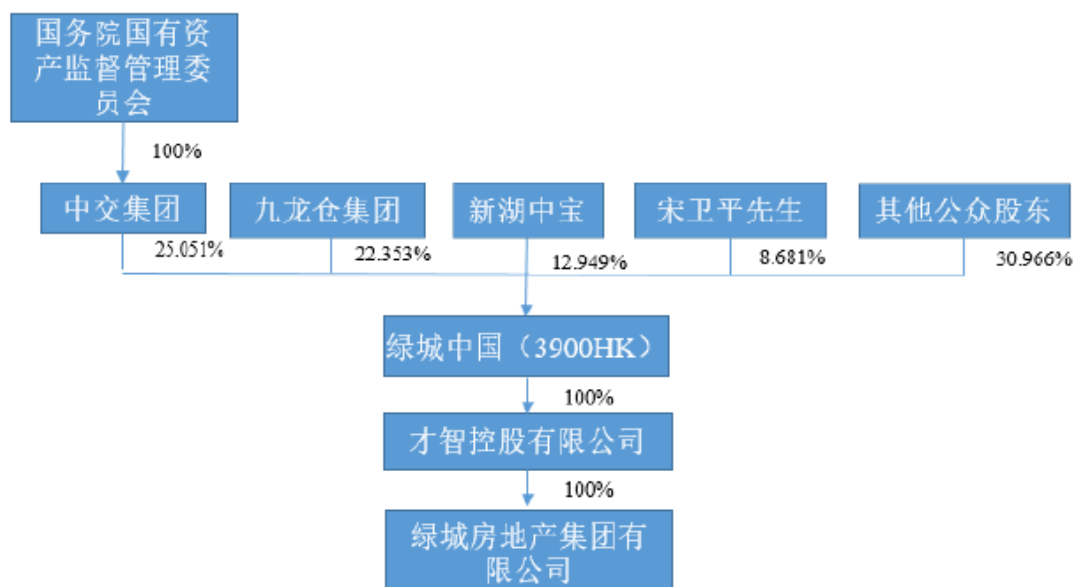 国务院国有资
产监督管理委
员会
100%
中交集团
九龙仓集团
新湖中宝
宋卫平先生
其他公众股东
25.051%
22.353%
12.949%
8.681%
30.966%
绿城中国（3900HK）
100%
才智控股有限公司
100%
绿城房地产集团有
限公司